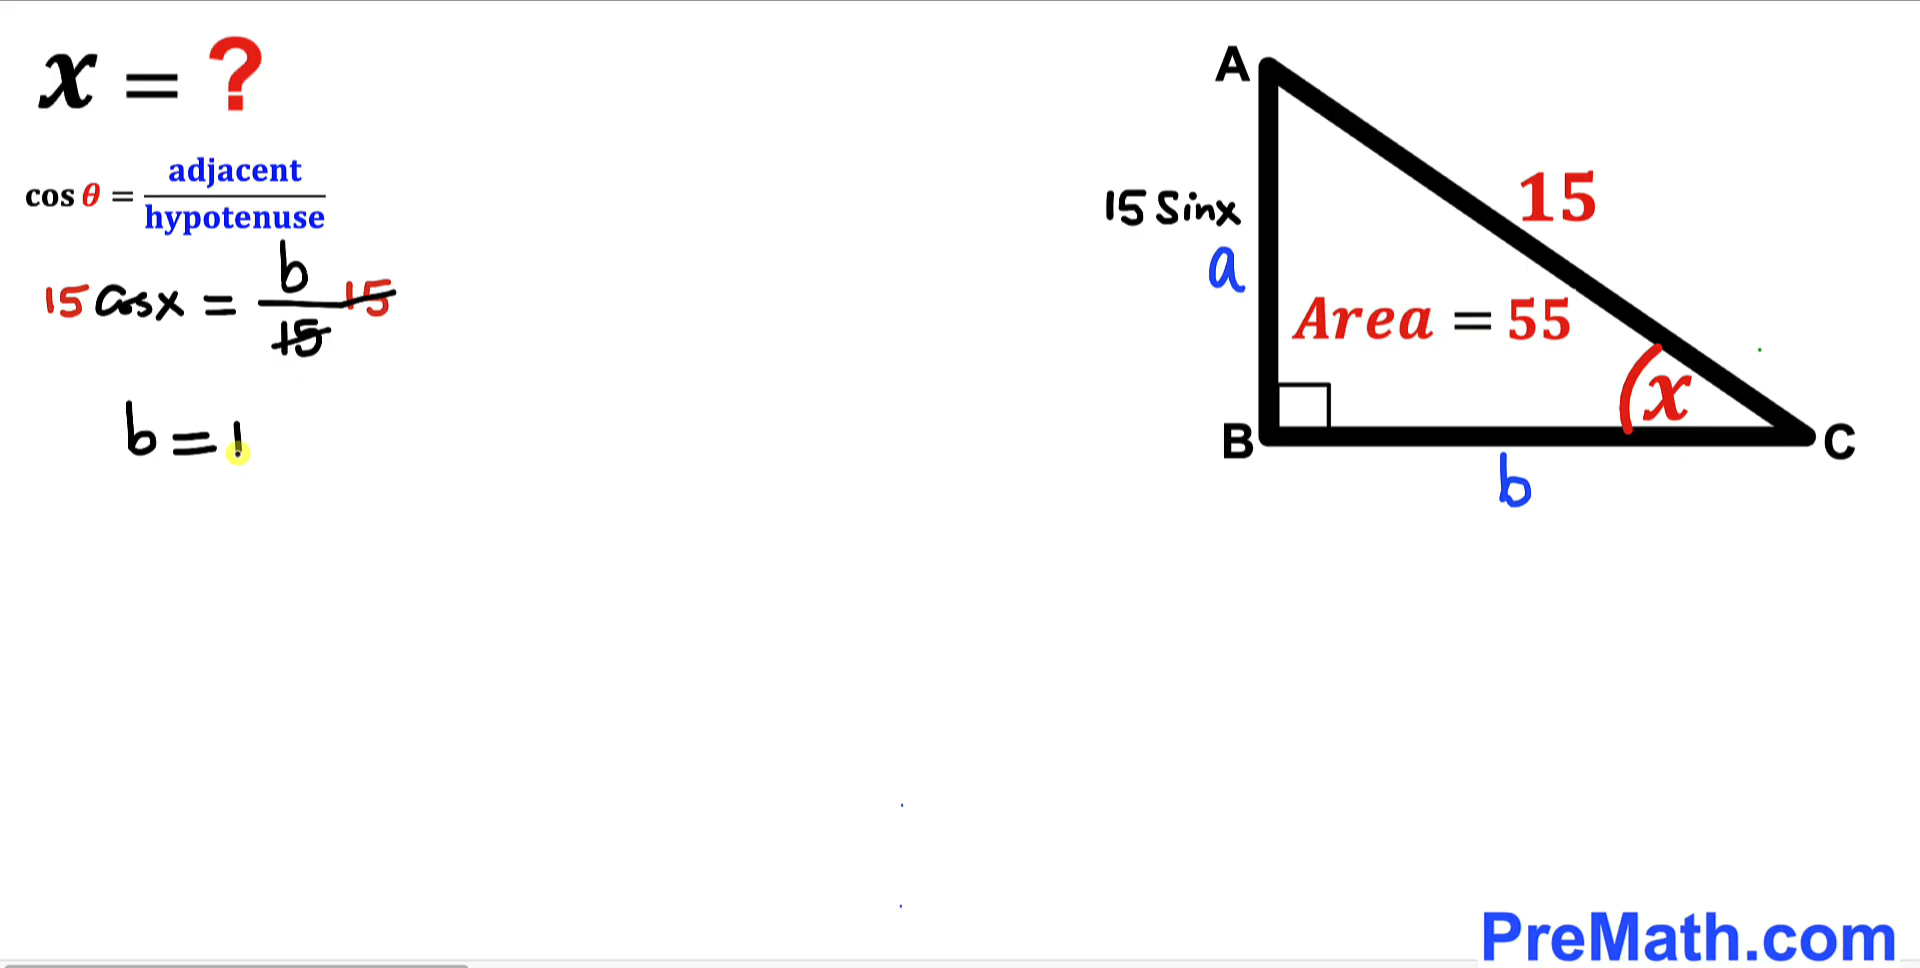 x = ?
cos θ = adjacent / hypotenuse
15 Cosx = b / 15 15
b = 1
A
15
15 Sinx
a
Area = 55
x
B
C
b
PreMath.com